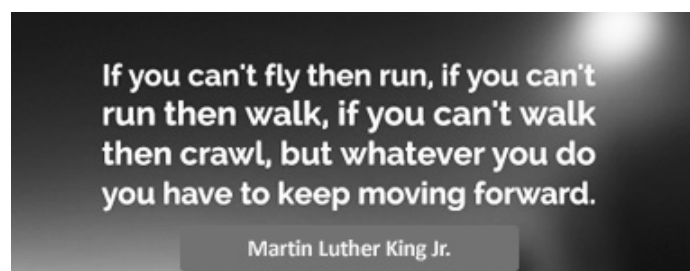 If you can't fly then run, if you can't
run then walk, if you can't walk
then crawl, but whatever you do
you have to keep moving forward.
Martin Luther King Jr.